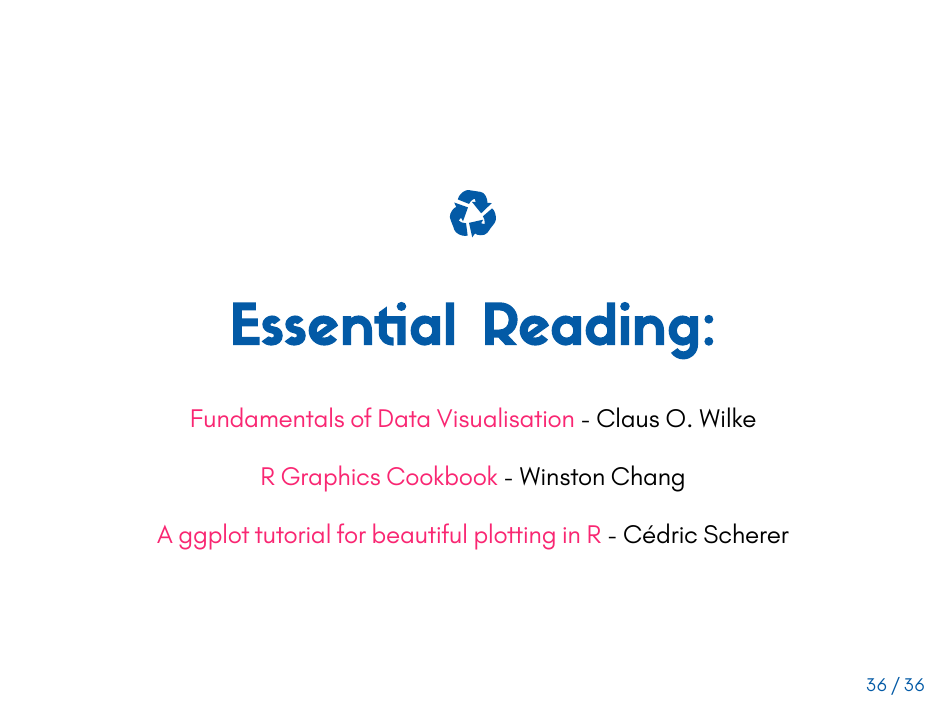 Essential Reading:
Fundamentals of Data Visualisation - Claus O. Wilke
R Graphics Cookbook - Winston Chang
A ggplot tutorial for beautiful plotting in R - Cédric Scherer
36 / 36